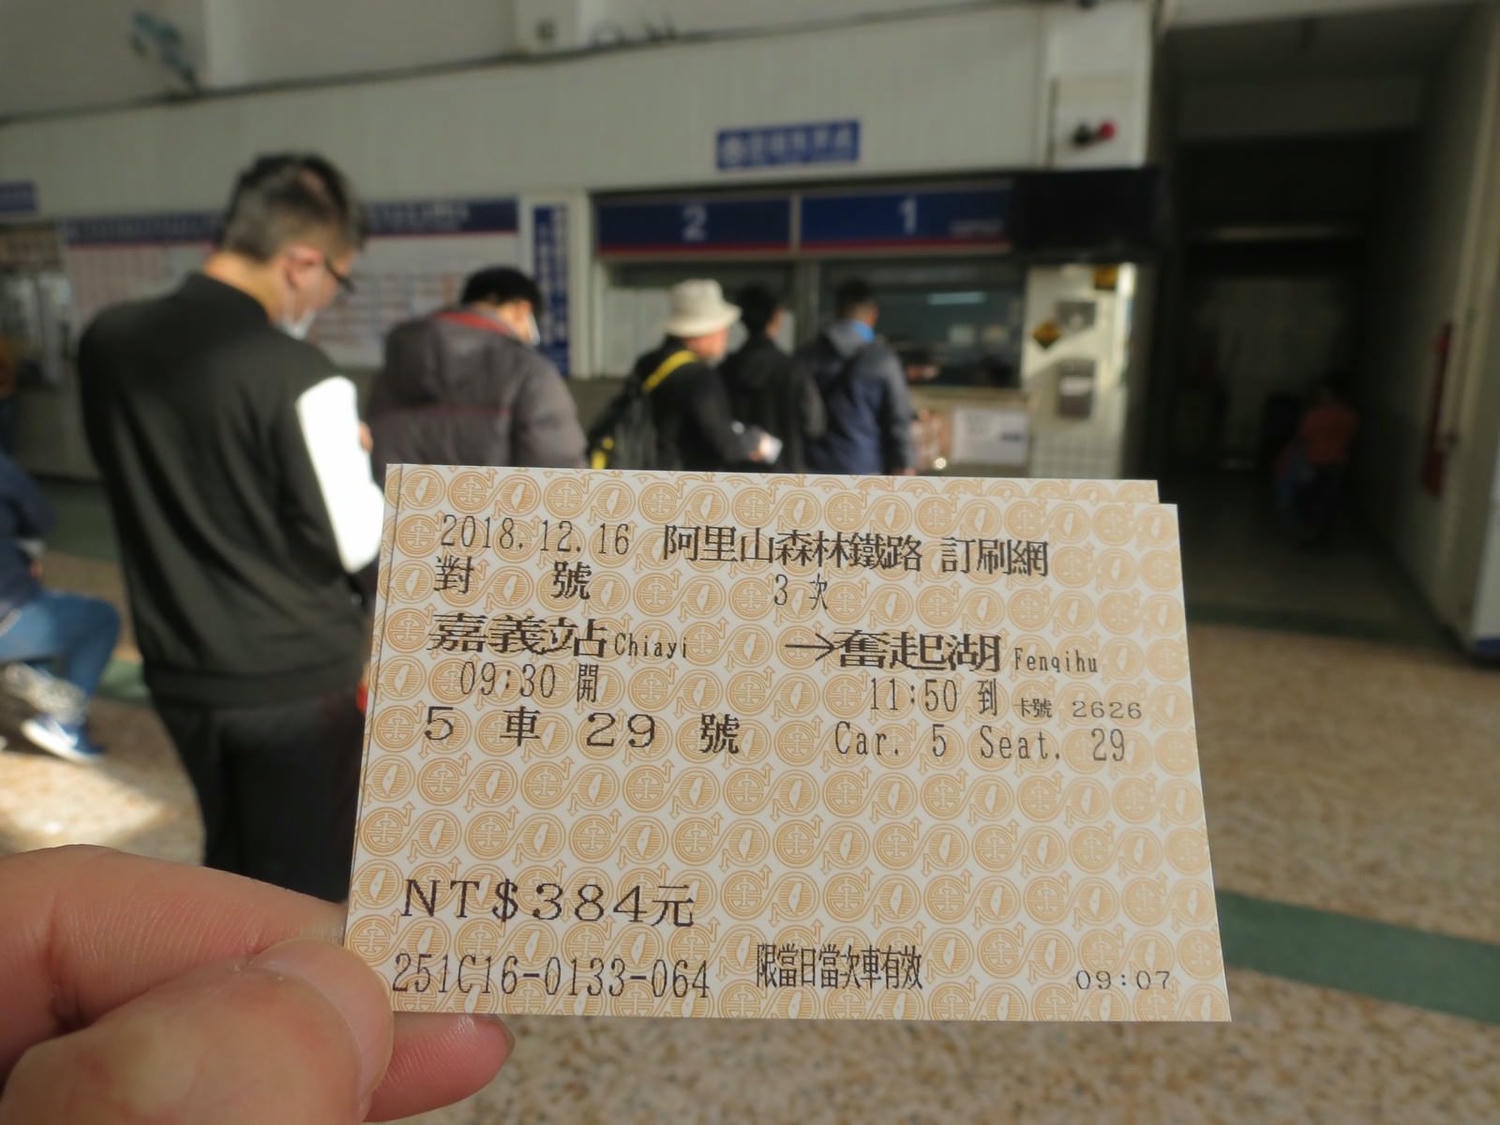 2
1
2018.12.16 阿里山森林鐵路 訂刷網
對 號 3 次
嘉義站 Chiayi →奮起湖 Fenqihu
09:30 開 11:50 到 卡號 2626
5 車 29 號 Car. 5 Seat. 29
NT$384元
251C16-0133-064 限當日當次車有效 09:07